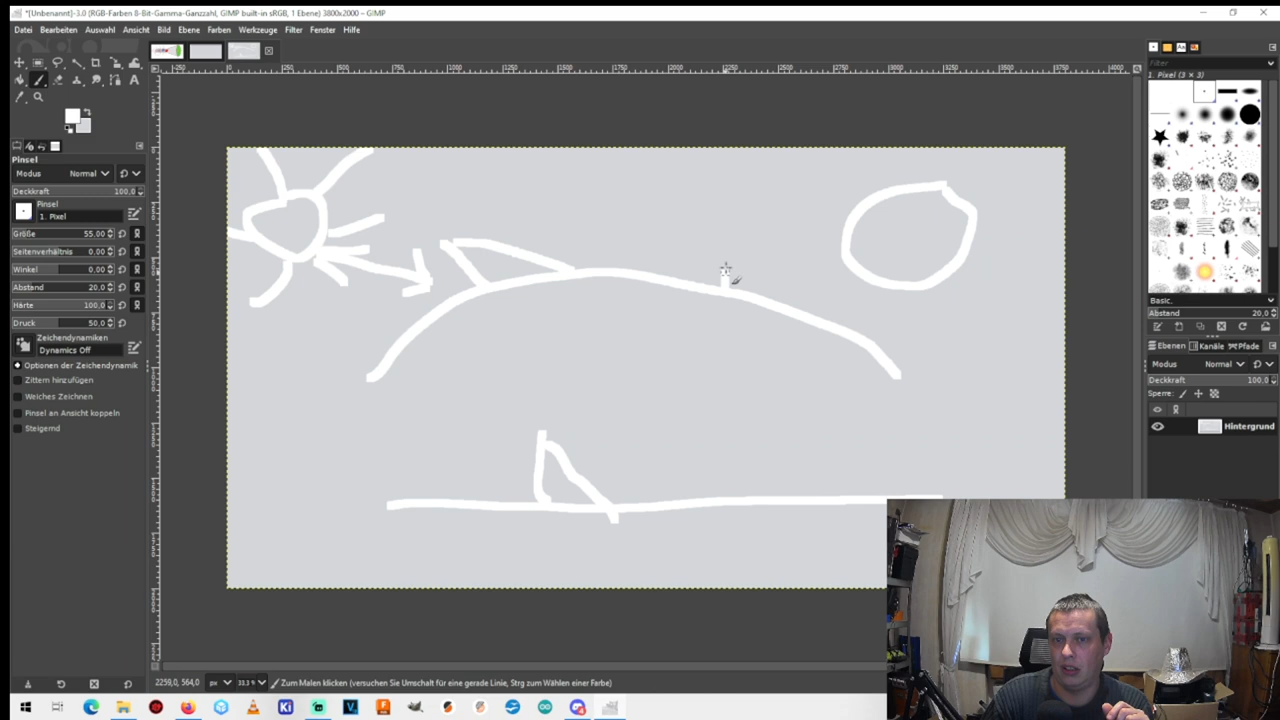 *[Unbenannt]-3.0 (RGB-Farben 8-Bit-Gamma-Ganzzahl, GIMP built-in sRGB, 1 Ebene) 3800x2000 – GIMP
Datei Bearbeiten Auswahl Ansicht Bild Ebene Farben Werkzeuge Filter Fenster Hilfe
Pinsel
Modus Normal
Deckkraft 100,0
Pinsel
1. Pixel
Größe 55,00
Seitenverhältnis 0,00
Winkel 0,00
Abstand 20,0
Härte 100,0
Druck 50,0
Zeichendynamiken
Dynamics Off
Optionen der Zeichendynamik
Zittern hinzufügen
Weiches Zeichnen
Pinsel an Ansicht koppeln
Steigernd
Filter
1. Pixel (3 × 3)
Basic.
Abstand 20,0
Ebenen Kanäle Pfade
Modus Normal
Deckkraft 100,0
Sperre:
Hintergrund
2259,0, 564,0 px 33,3 % Zum Malen klicken (versuchen Sie Umschalt für eine gerade Linie, Strg zum Wählen einer Farbe)